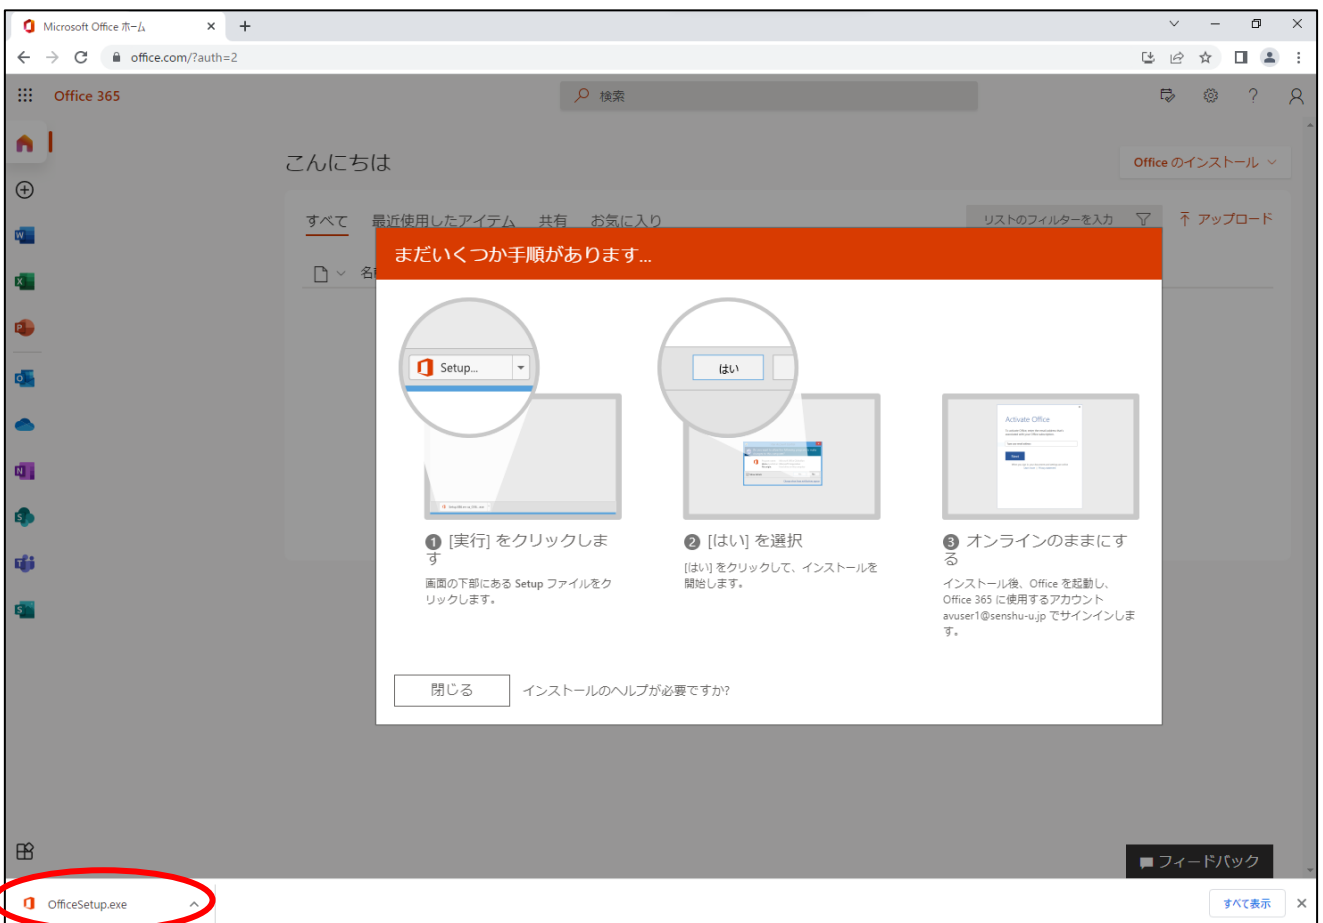 Microsoft Office ホーム
office.com/?auth=2
Office 365
検索
こんにちは
Office のインストール
すべて 最近使用したアイテム 共有 お気に入り
リストのフィルターを入力
アップロード
まだいくつか手順があります...
Setup...
はい
Activate Office
❶ [実行] をクリックしま
す
画面の下部にある Setup ファイルをク
リックします。
❷ [はい] を選択
[はい] をクリックして、インストールを
開始します。
❸ オンラインのままにす
る
インストール後、Office を起動し、
Office 365 に使用するアカウント
avuser1@senshu-u.jp でサインインしま
す。
閉じる
インストールのヘルプが必要ですか?
フィードバック
OfficeSetup.exe
すべて表示